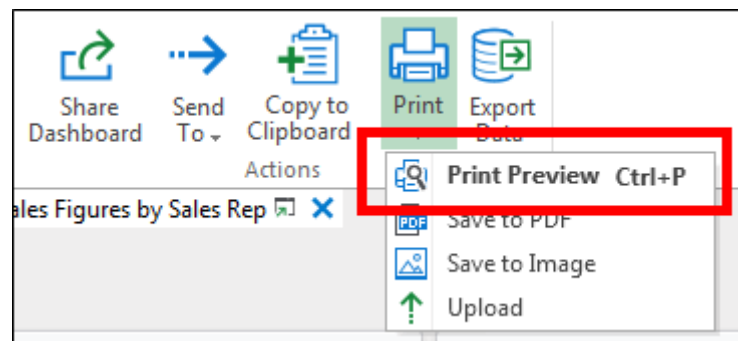 Share
Dashboard
Send
To
Copy to
Clipboard
Print
Export
Data
Actions
Print Preview Ctrl+P
ales Figures by Sales Rep
PDF Save to PDF
Save to Image
Upload